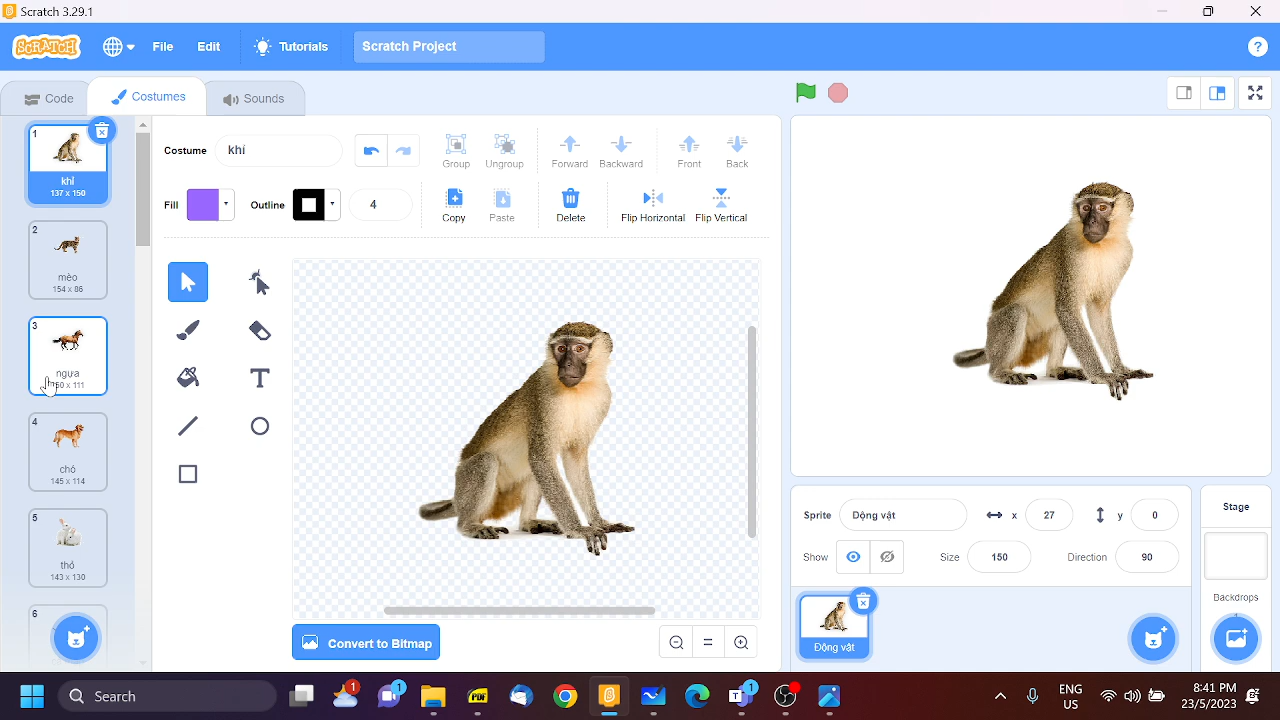 Scratch 3.29.1
SCRATCH
File
Edit
Tutorials
Scratch Project
?
Code
Costumes
Sounds
1
khỉ
137 x 150
2
mèo
154 x 86
3
ngựa
4
chó
145 x 114
5
thỏ
143 x 130
6
Costume
khỉ
Group
Ungroup
Forward
Backward
Front
Back
Fill
Outline
4
Copy
Paste
Delete
Flip Horizontal
Flip Vertical
T
Convert to Bitmap
Sprite
Động vật
x
27
y
0
Show
Size
150
Direction
90
Động vật
Stage
Backdrops
Search
1
1
PDF
1
ENG
US
8:41 PM
23/5/2023